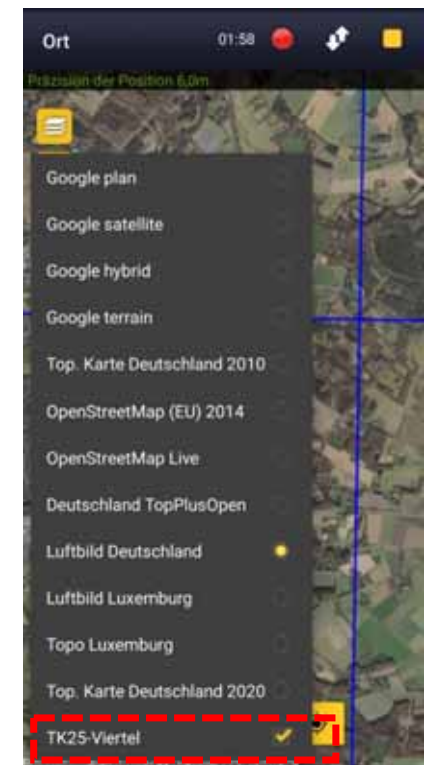 Ort
01:58
Präzision der Position 6,0m
Google plan
Google satellite
Google hybrid
Google terrain
Top. Karte Deutschland 2010
OpenStreetMap (EU) 2014
OpenStreetMap Live
Deutschland TopPlusOpen
Luftbild Deutschland
Luftbild Luxemburg
Topo Luxemburg
Top. Karte Deutschland 2020
TK25-Viertel